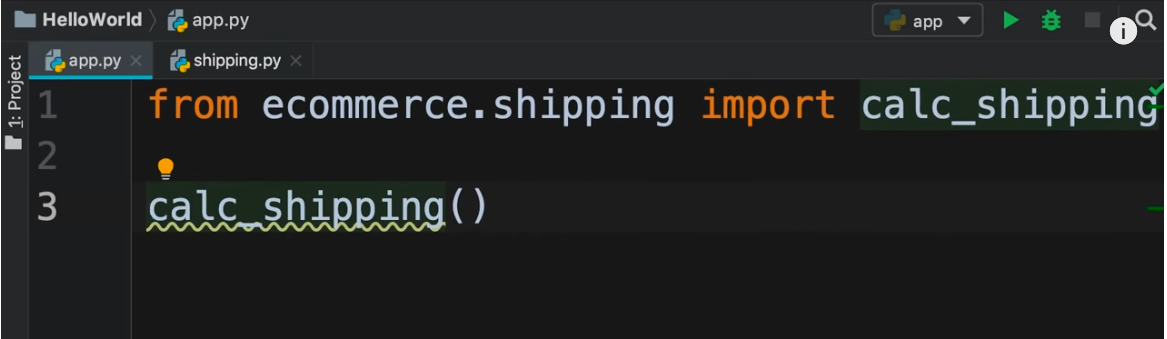 HelloWorld app.py app
app.py shipping.py
1: Project
1 from ecommerce.shipping import calc_shipping
2
3 calc_shipping()